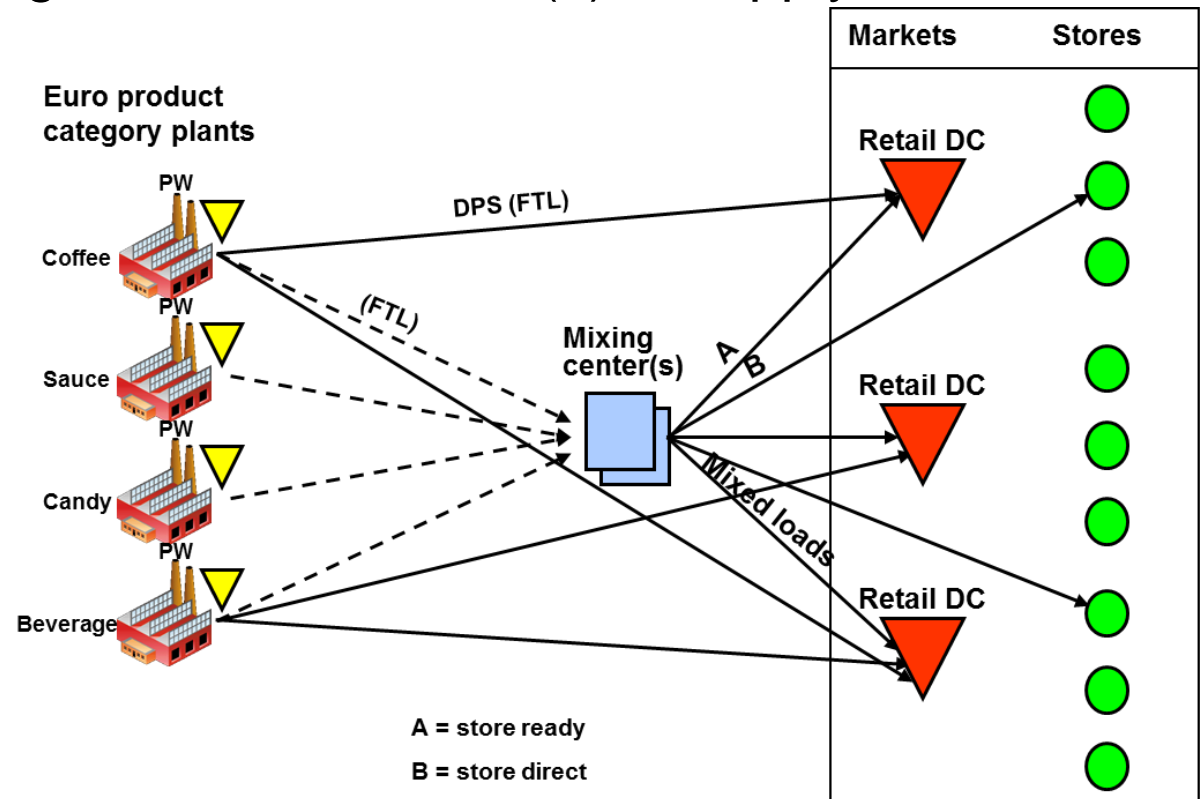 Markets
Stores
Euro product
category plants
Retail DC
PW
DPS (FTL)
Coffee
(FTL)
PW
Mixing
center(s)
A
B
Sauce
Retail DC
PW
Mixed loads
Candy
PW
Retail DC
Beverage
A = store ready
B = store direct